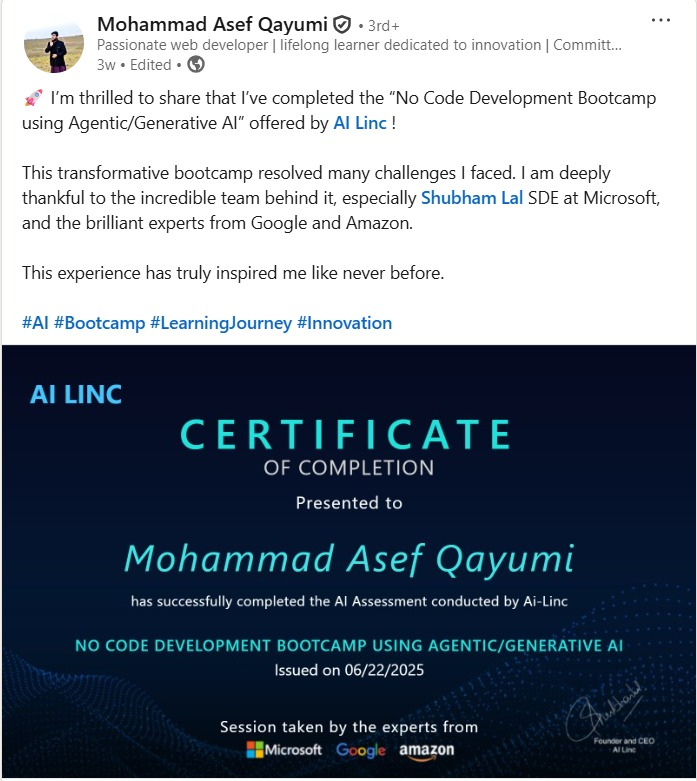 Mohammad Asef Qayumi • 3rd+
Passionate web developer | lifelong learner dedicated to innovation | Committ...
3w • Edited •
🚀 I’m thrilled to share that I’ve completed the “No Code Development Bootcamp
using Agentic/Generative AI” offered by AI Linc !
This transformative bootcamp resolved many challenges I faced. I am deeply
thankful to the incredible team behind it, especially Shubham Lal SDE at Microsoft,
and the brilliant experts from Google and Amazon.
This experience has truly inspired me like never before.
#AI #Bootcamp #LearningJourney #Innovation
AI LINC
CERTIFICATE
OF COMPLETION
Presented to
Mohammad Asef Qayumi
has successfully completed the AI Assessment conducted by Ai-Linc
NO CODE DEVELOPMENT BOOTCAMP USING AGENTIC/GENERATIVE AI
Issued on 06/22/2025
Session taken by the experts from
Microsoft Google amazon
Founder and CEO
AI Linc